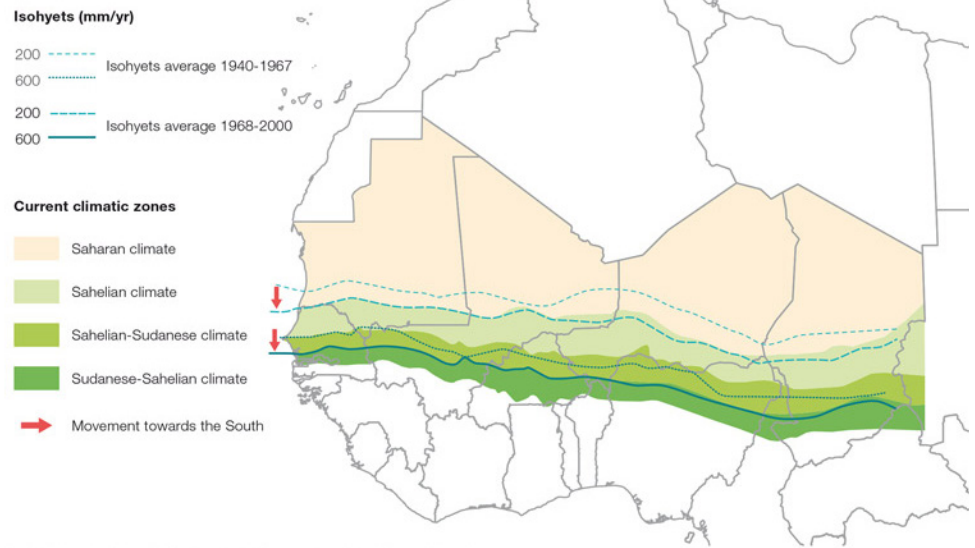 Isohyets (mm/yr)
200
600
Isohyets average 1940-1967
200
600
Isohyets average 1968-2000
Current climatic zones
Saharan climate
Sahelian climate
Sahelian-Sudanese climate
Sudanese-Sahelian climate
Movement towards the South